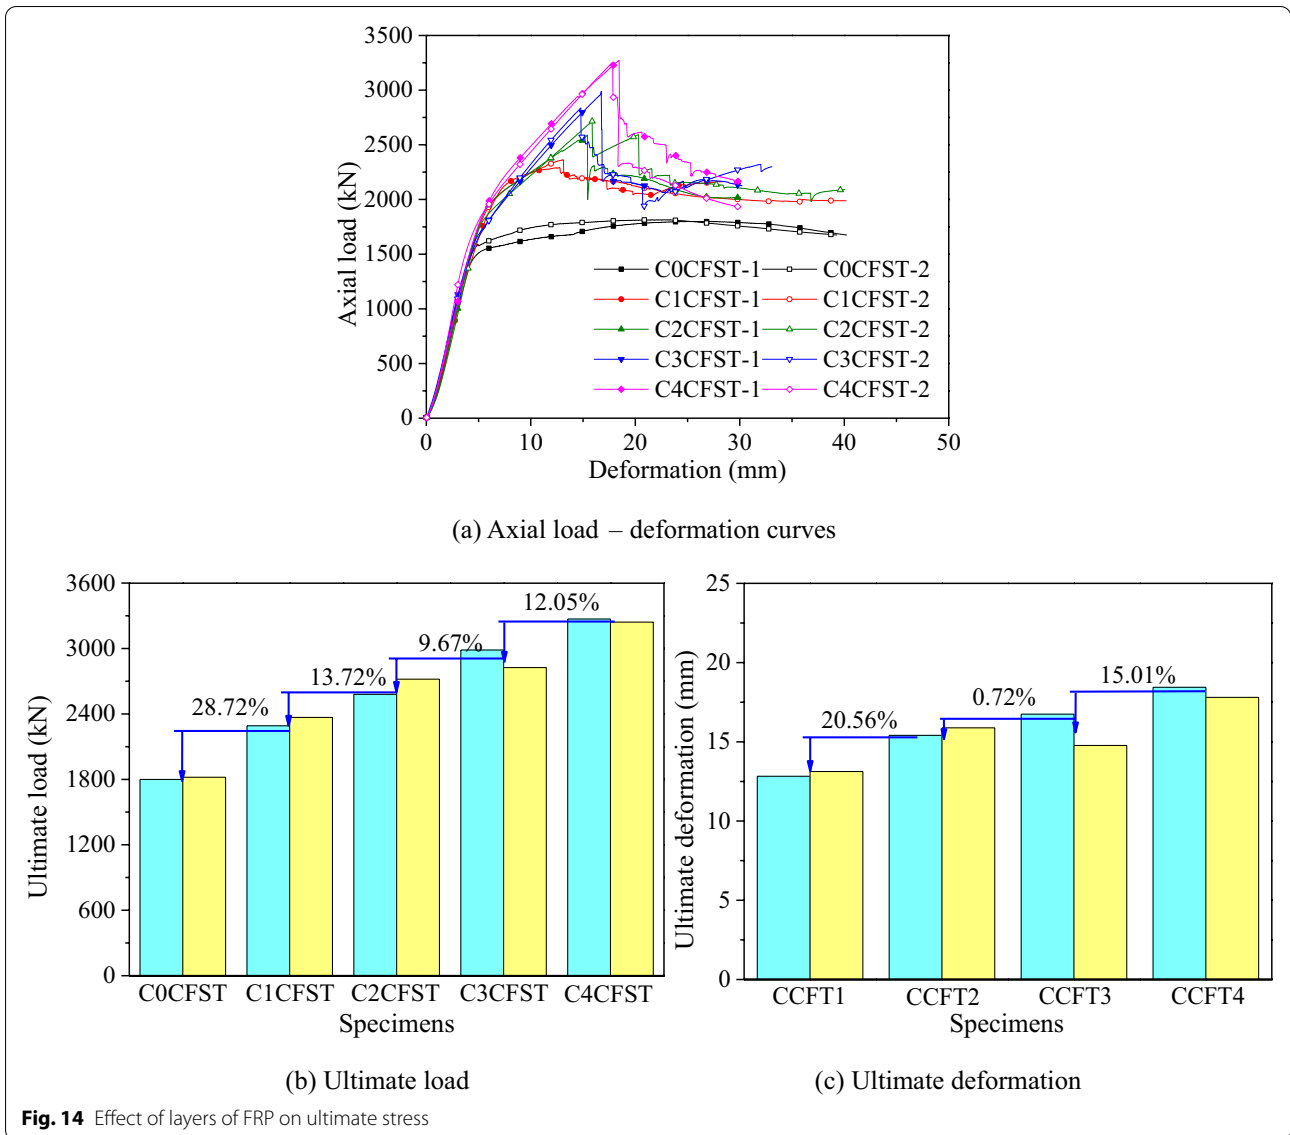 3500
3000
2500
2000
1500
1000
500
0
Axial load (kN)
C0CFST-1 C0CFST-2
C1CFST-1 C1CFST-2
C2CFST-1 C2CFST-2
C3CFST-1 C3CFST-2
C4CFST-1 C4CFST-2
0 10 20 30 40 50
Deformation (mm)
(a) Axial load – deformation curves
3600
3000
2400
1800
1200
600
0
Ultimate load (kN)
28.72%
13.72%
9.67%
12.05%
C0CFST C1CFST C2CFST C3CFST C4CFST
Specimens
(b) Ultimate load
25
20
15
10
5
0
Ultimate deformation (mm)
20.56%
0.72%
15.01%
CCFT1 CCFT2 CCFT3 CCFT4
Specimens
(c) Ultimate deformation
Fig. 14 Effect of layers of FRP on ultimate stress